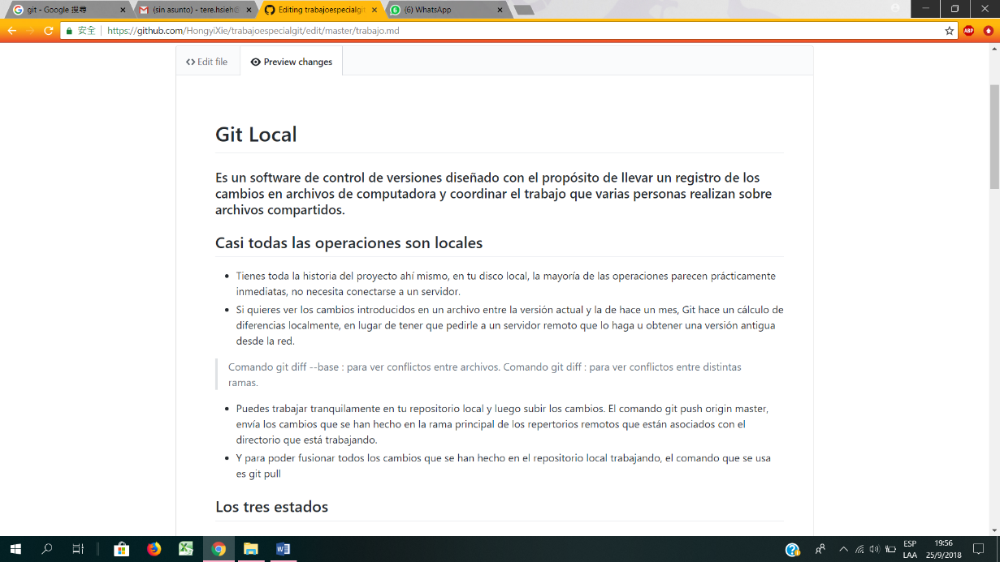 git - Google 搜尋
(sin asunto) - tere.hsieh@
Editing trabajoespecialgit
(6) WhatsApp
安全 https://github.com/HongyiXie/trabajoespecialgit/edit/master/trabajo.md
ABP
<> Edit file
Preview changes
Git Local
Es un software de control de versiones diseñado con el propósito de llevar un registro de los
cambios en archivos de computadora y coordinar el trabajo que varias personas realizan sobre
archivos compartidos.
Casi todas las operaciones son locales
• Tienes toda la historia del proyecto ahí mismo, en tu disco local, la mayoría de las operaciones parecen prácticamente
inmediatas, no necesita conectarse a un servidor.
• Si quieres ver los cambios introducidos en un archivo entre la versión actual y la de hace un mes, Git hace un cálculo de
diferencias localmente, en lugar de tener que pedirle a un servidor remoto que lo haga u obtener una versión antigua
desde la red.
Comando git diff --base : para ver conflictos entre archivos. Comando git diff : para ver conflictos entre distintas
ramas.
• Puedes trabajar tranquilamente en tu repositorio local y luego subir los cambios. El comando git push origin master,
envía los cambios que se han hecho en la rama principal de los repertorios remotos que están asociados con el
directorio que está trabajando.
• Y para poder fusionar todos los cambios que se han hecho en el repositorio local trabajando, el comando que se usa
es git pull
Los tres estados
ESP
LAA
19:56
25/9/2018